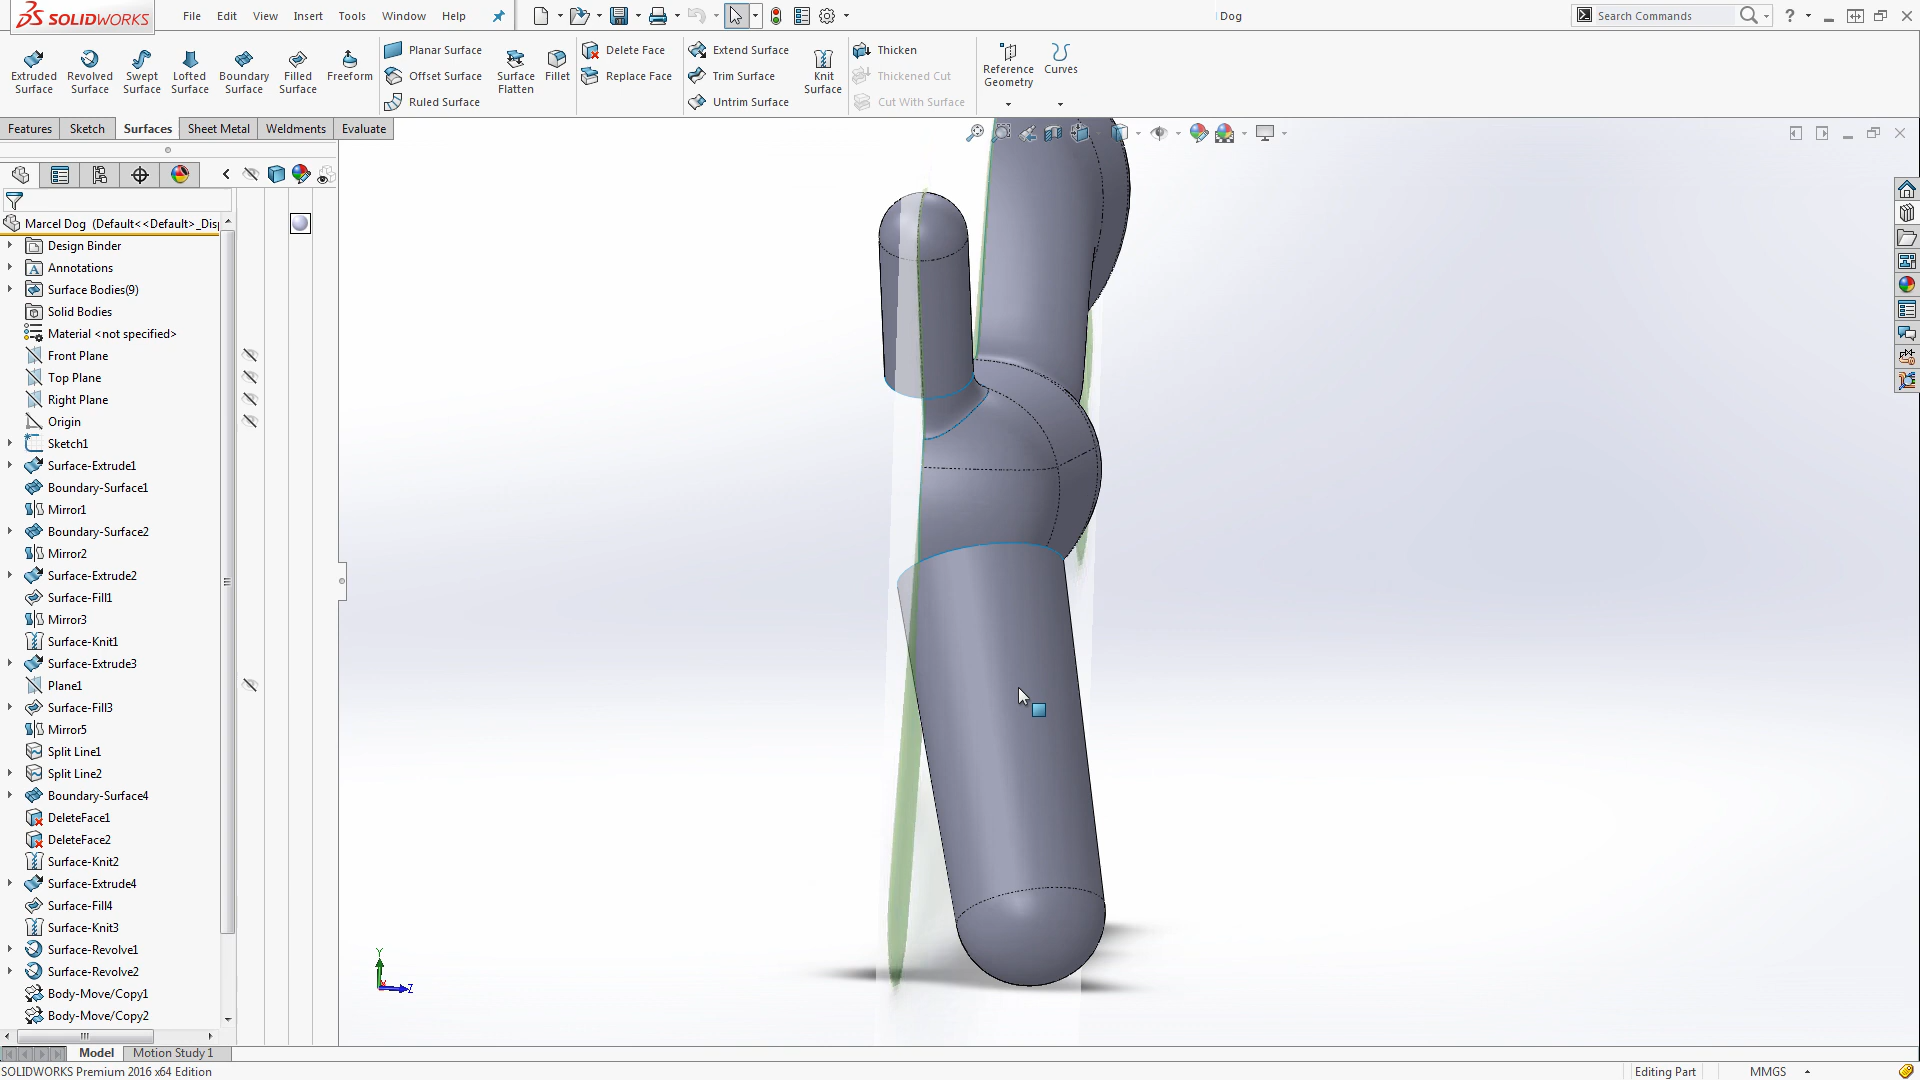 SOLIDWORKS File Edit View Insert Tools Window Help Dog Search Commands
Planar Surface Delete Face Extend Surface Thicken
Offset Surface Replace Face Trim Surface Thickened Cut
Ruled Surface Untrim Surface Cut With Surface
Extruded Surface Revolved Surface Swept Surface Lofted Surface Boundary Surface Filled Surface Freeform Surface Flatten Fillet Knit Surface Reference Geometry Curves
Features Sketch Surfaces Sheet Metal Weldments Evaluate
Marcel Dog (Default<<Default>_Disp
Design Binder
Annotations
Surface Bodies(9)
Solid Bodies
Material <not specified>
Front Plane
Top Plane
Right Plane
Origin
Sketch1
Surface-Extrude1
Boundary-Surface1
Mirror1
Boundary-Surface2
Mirror2
Surface-Extrude2
Surface-Fill1
Mirror3
Surface-Knit1
Surface-Extrude3
Plane1
Surface-Fill3
Mirror5
Split Line1
Split Line2
Boundary-Surface4
DeleteFace1
DeleteFace2
Surface-Knit2
Surface-Extrude4
Surface-Fill4
Surface-Knit3
Surface-Revolve1
Surface-Revolve2
Body-Move/Copy1
Body-Move/Copy2
Y
Z
Model Motion Study 1
SOLIDWORKS Premium 2016 x64 Edition Editing Part MMGS